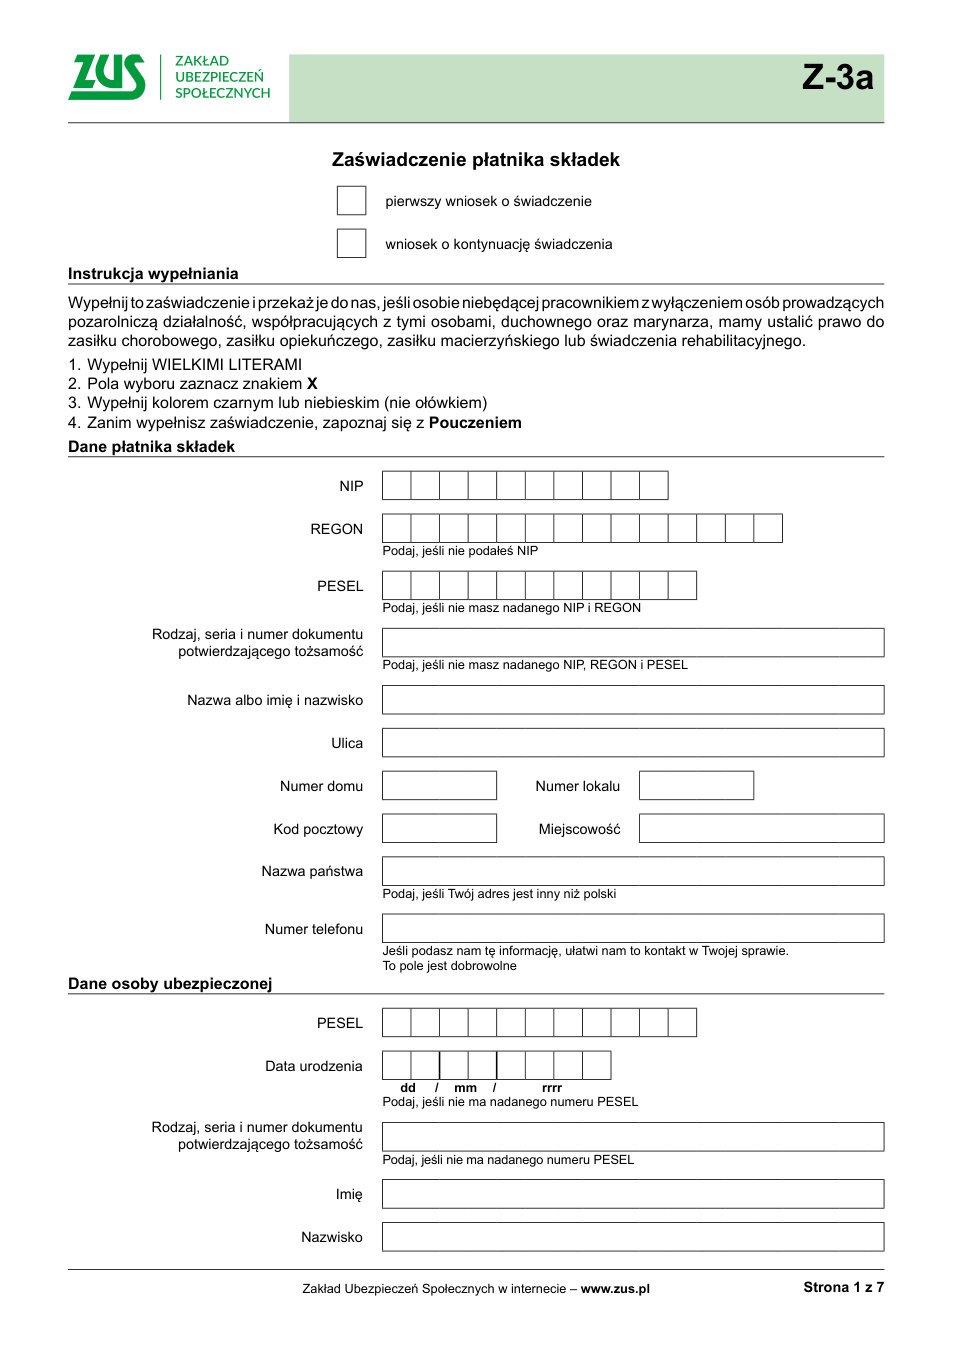 ZUS
ZAKŁAD
UBEZPIECZEŃ
SPOŁECZNYCH
Z-3a
Zaświadczenie płatnika składek
pierwszy wniosek o świadczenie
wniosek o kontynuację świadczenia
Instrukcja wypełniania
Wypełnij to zaświadczenie i przekaż je do nas, jeśli osobie niebędącej pracownikiem z wyłączeniem osób prowadzących
pozarolniczą działalność, współpracujących z tymi osobami, duchownego oraz marynarza, mamy ustalić prawo do
zasiłku chorobowego, zasiłku opiekuńczego, zasiłku macierzyńskiego lub świadczenia rehabilitacyjnego.
1. Wypełnij WIELKIMI LITERAMI
2. Pola wyboru zaznacz znakiem X
3. Wypełnij kolorem czarnym lub niebieskim (nie ołówkiem)
4. Zanim wypełnisz zaświadczenie, zapoznaj się z Pouczeniem
Dane płatnika składek
NIP
REGON
Podaj, jeśli nie podałeś NIP
PESEL
Podaj, jeśli nie masz nadanego NIP i REGON
Rodzaj, seria i numer dokumentu
potwierdzającego tożsamość
Podaj, jeśli nie masz nadanego NIP, REGON i PESEL
Nazwa albo imię i nazwisko
Ulica
Numer domu
Numer lokalu
Kod pocztowy
Miejscowość
Nazwa państwa
Podaj, jeśli Twój adres jest inny niż polski
Numer telefonu
Jeśli podasz nam tę informację, ułatwi nam to kontakt w Twojej sprawie.
To pole jest dobrowolne
Dane osoby ubezpieczonej
PESEL
Data urodzenia
dd / mm / rrrr
Podaj, jeśli nie ma nadanego numeru PESEL
Rodzaj, seria i numer dokumentu
potwierdzającego tożsamość
Podaj, jeśli nie ma nadanego numeru PESEL
Imię
Nazwisko
Zakład Ubezpieczeń Społecznych w internecie – www.zus.pl
Strona 1 z 7